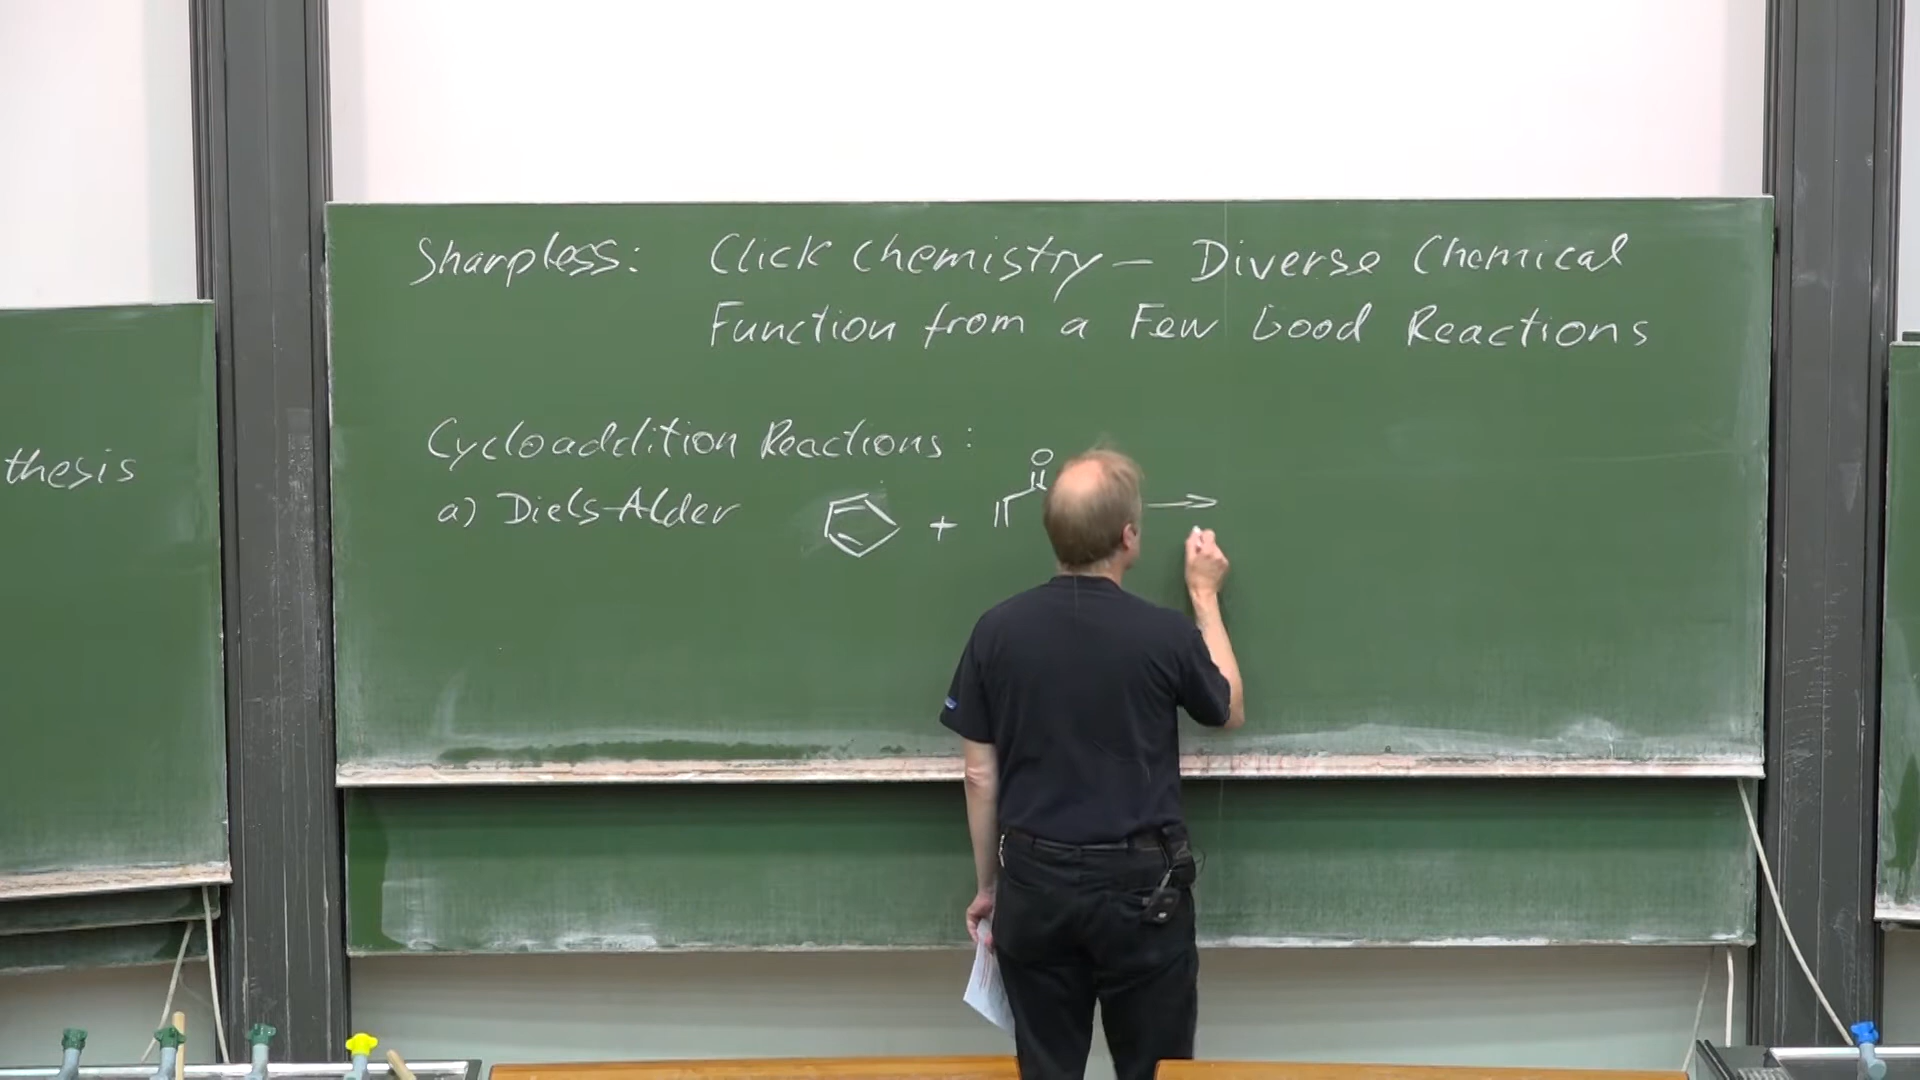 Sharpless: Click Chemistry – Diverse Chemical
Function from a Few Good Reactions
thesis
Cycloaddition Reactions:
a) Diels-Alder + O →